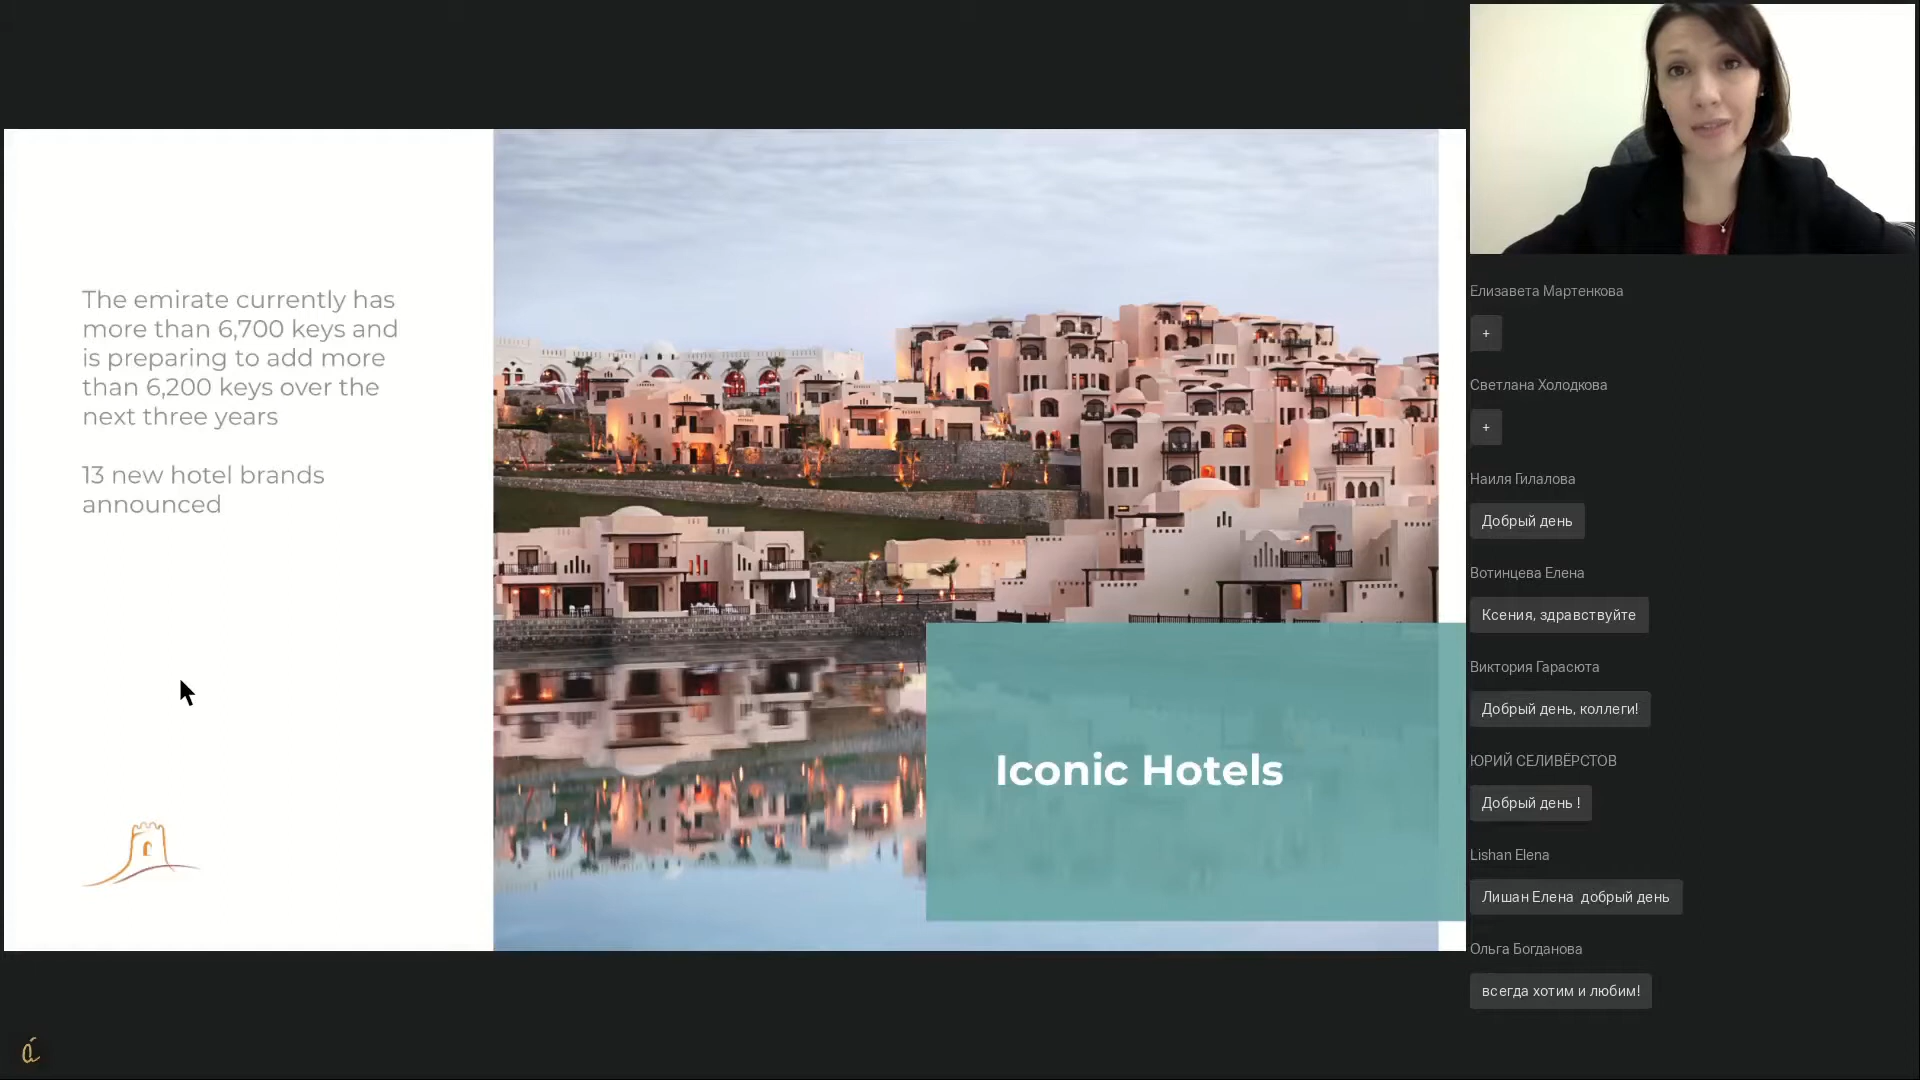 The emirate currently has
more than 6,700 keys and
is preparing to add more
than 6,200 keys over the
next three years
13 new hotel brands
announced
Iconic Hotels
Елизавета Мартенкова
+
Светлана Холодкова
+
Наиля Гилалова
Добрый день
Вотинцева Елена
Ксения, здравствуйте
Виктория Гарасюта
Добрый день, коллеги!
ЮРИЙ СЕЛИВЁРСТОВ
Добрый день !
Lishan Elena
Лишан Елена добрый день
Ольга Богданова
всегда хотим и любим!
á